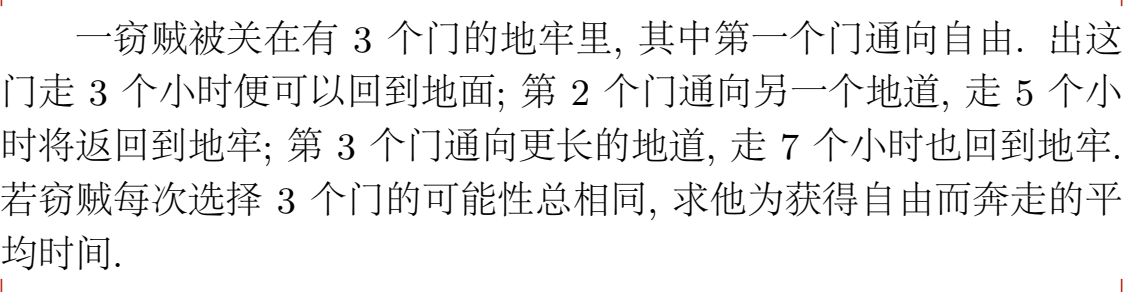 一窃贼被关在有 3 个门的地牢里, 其中第一个门通向自由. 出这
门走 3 个小时便可以回到地面; 第 2 个门通向另一个地道, 走 5 个小
时将返回到地牢; 第 3 个门通向更长的地道, 走 7 个小时也回到地牢.
若窃贼每次选择 3 个门的可能性总相同, 求他为获得自由而奔走的平
均时间.